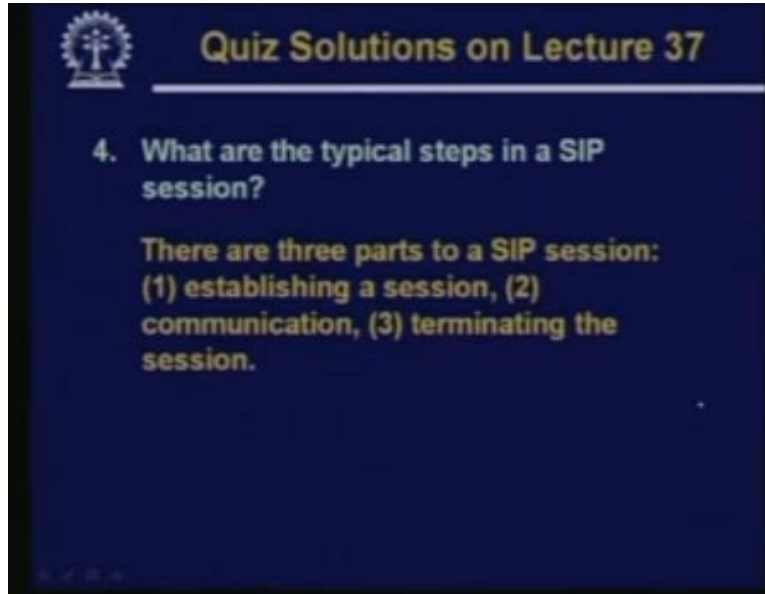 Quiz Solutions on Lecture 37
4. What are the typical steps in a SIP
session?
There are three parts to a SIP session:
(1) establishing a session, (2)
communication, (3) terminating the
session.